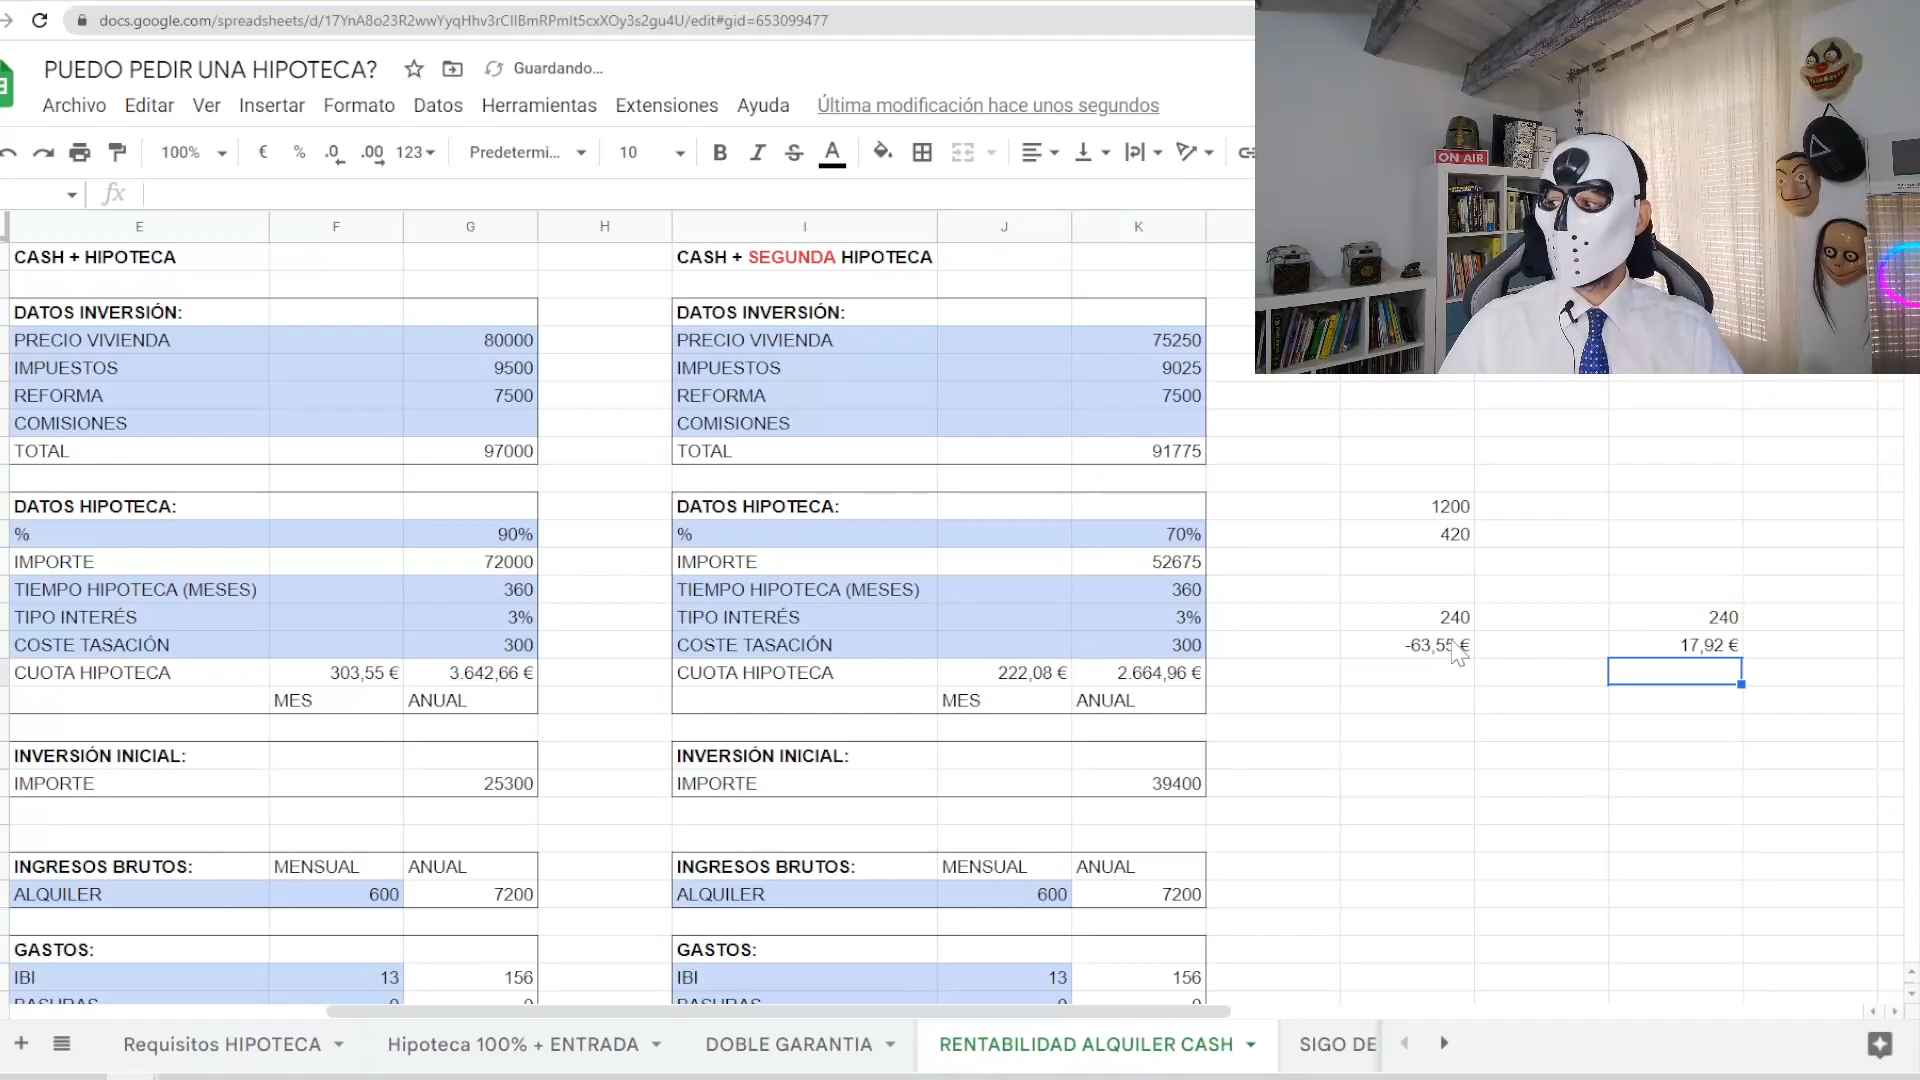 docs.google.com/spreadsheets/d/17YnA8o23R2wwYyqHhv3rCIIBmRPmIt5cxXOy3s2gu4U/edit#gid=653099477
PUEDO PEDIR UNA HIPOTECA? Guardando...
Archivo Editar Ver Insertar Formato Datos Herramientas Extensiones Ayuda Última modificación hace unos segundos
100% € % .0 .00 123 Predetermi... 10 B I S A
fx
E F G H I J K
CASH + HIPOTECA CASH + SEGUNDA HIPOTECA
DATOS INVERSIÓN: DATOS INVERSIÓN:
PRECIO VIVIENDA 80000 PRECIO VIVIENDA 75250
IMPUESTOS 9500 IMPUESTOS 9025
REFORMA 7500 REFORMA 7500
COMISIONES COMISIONES
TOTAL 97000 TOTAL 91775
DATOS HIPOTECA: DATOS HIPOTECA: 1200
% 90% % 70% 420
IMPORTE 72000 IMPORTE 52675
TIEMPO HIPOTECA (MESES) 360 TIEMPO HIPOTECA (MESES) 360
TIPO INTERÉS 3% TIPO INTERÉS 3% 240 240
COSTE TASACIÓN 300 COSTE TASACIÓN 300 -63,55 € 17,92 €
CUOTA HIPOTECA 303,55 € 3.642,66 € CUOTA HIPOTECA 222,08 € 2.664,96 €
MES ANUAL MES ANUAL
INVERSIÓN INICIAL: INVERSIÓN INICIAL:
IMPORTE 25300 IMPORTE 39400
INGRESOS BRUTOS: MENSUAL ANUAL INGRESOS BRUTOS: MENSUAL ANUAL
ALQUILER 600 7200 ALQUILER 600 7200
GASTOS: GASTOS:
IBI 13 156 IBI 13 156
BASURAS 0 0 BASURAS 0 0
Requisitos HIPOTECA Hipoteca 100% + ENTRADA DOBLE GARANTIA RENTABILIDAD ALQUILER CASH SIGO DE
ON AIR